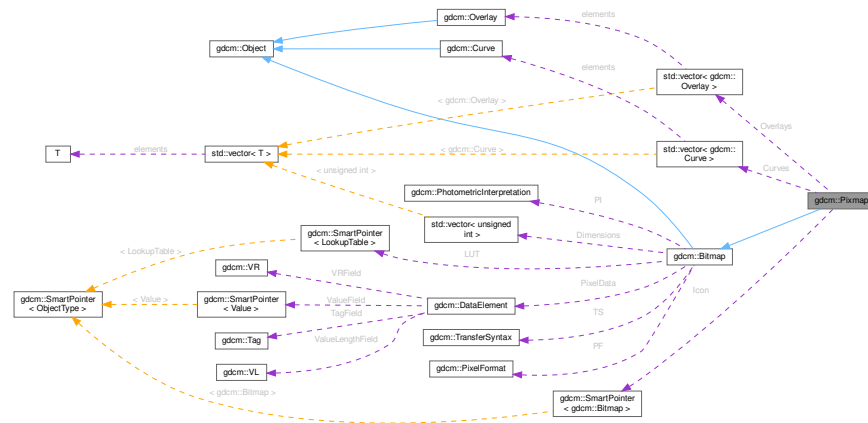 gdcm::Overlay
elements
gdcm::Object
gdcm::Curve
elements
std::vector< gdcm::
Overlay >
< gdcm::Overlay >
Overlays
T
elements
std::vector< T >
< gdcm::Curve >
std::vector< gdcm::
Curve >
Curves
< unsigned int >
gdcm::PhotometricInterpretation
PI
gdcm::Pixmap
gdcm::SmartPointer
< LookupTable >
std::vector< unsigned
int >
Dimensions
< LookupTable >
LUT
gdcm::Bitmap
gdcm::VR
VRField
PixelData
Icon
gdcm::SmartPointer
< ObjectType >
< Value >
gdcm::SmartPointer
< Value >
ValueField
gdcm::DataElement
TagField
TS
gdcm::Tag
ValueLengthField
gdcm::TransferSyntax
PF
gdcm::VL
gdcm::PixelFormat
< gdcm::Bitmap >
gdcm::SmartPointer
< gdcm::Bitmap >